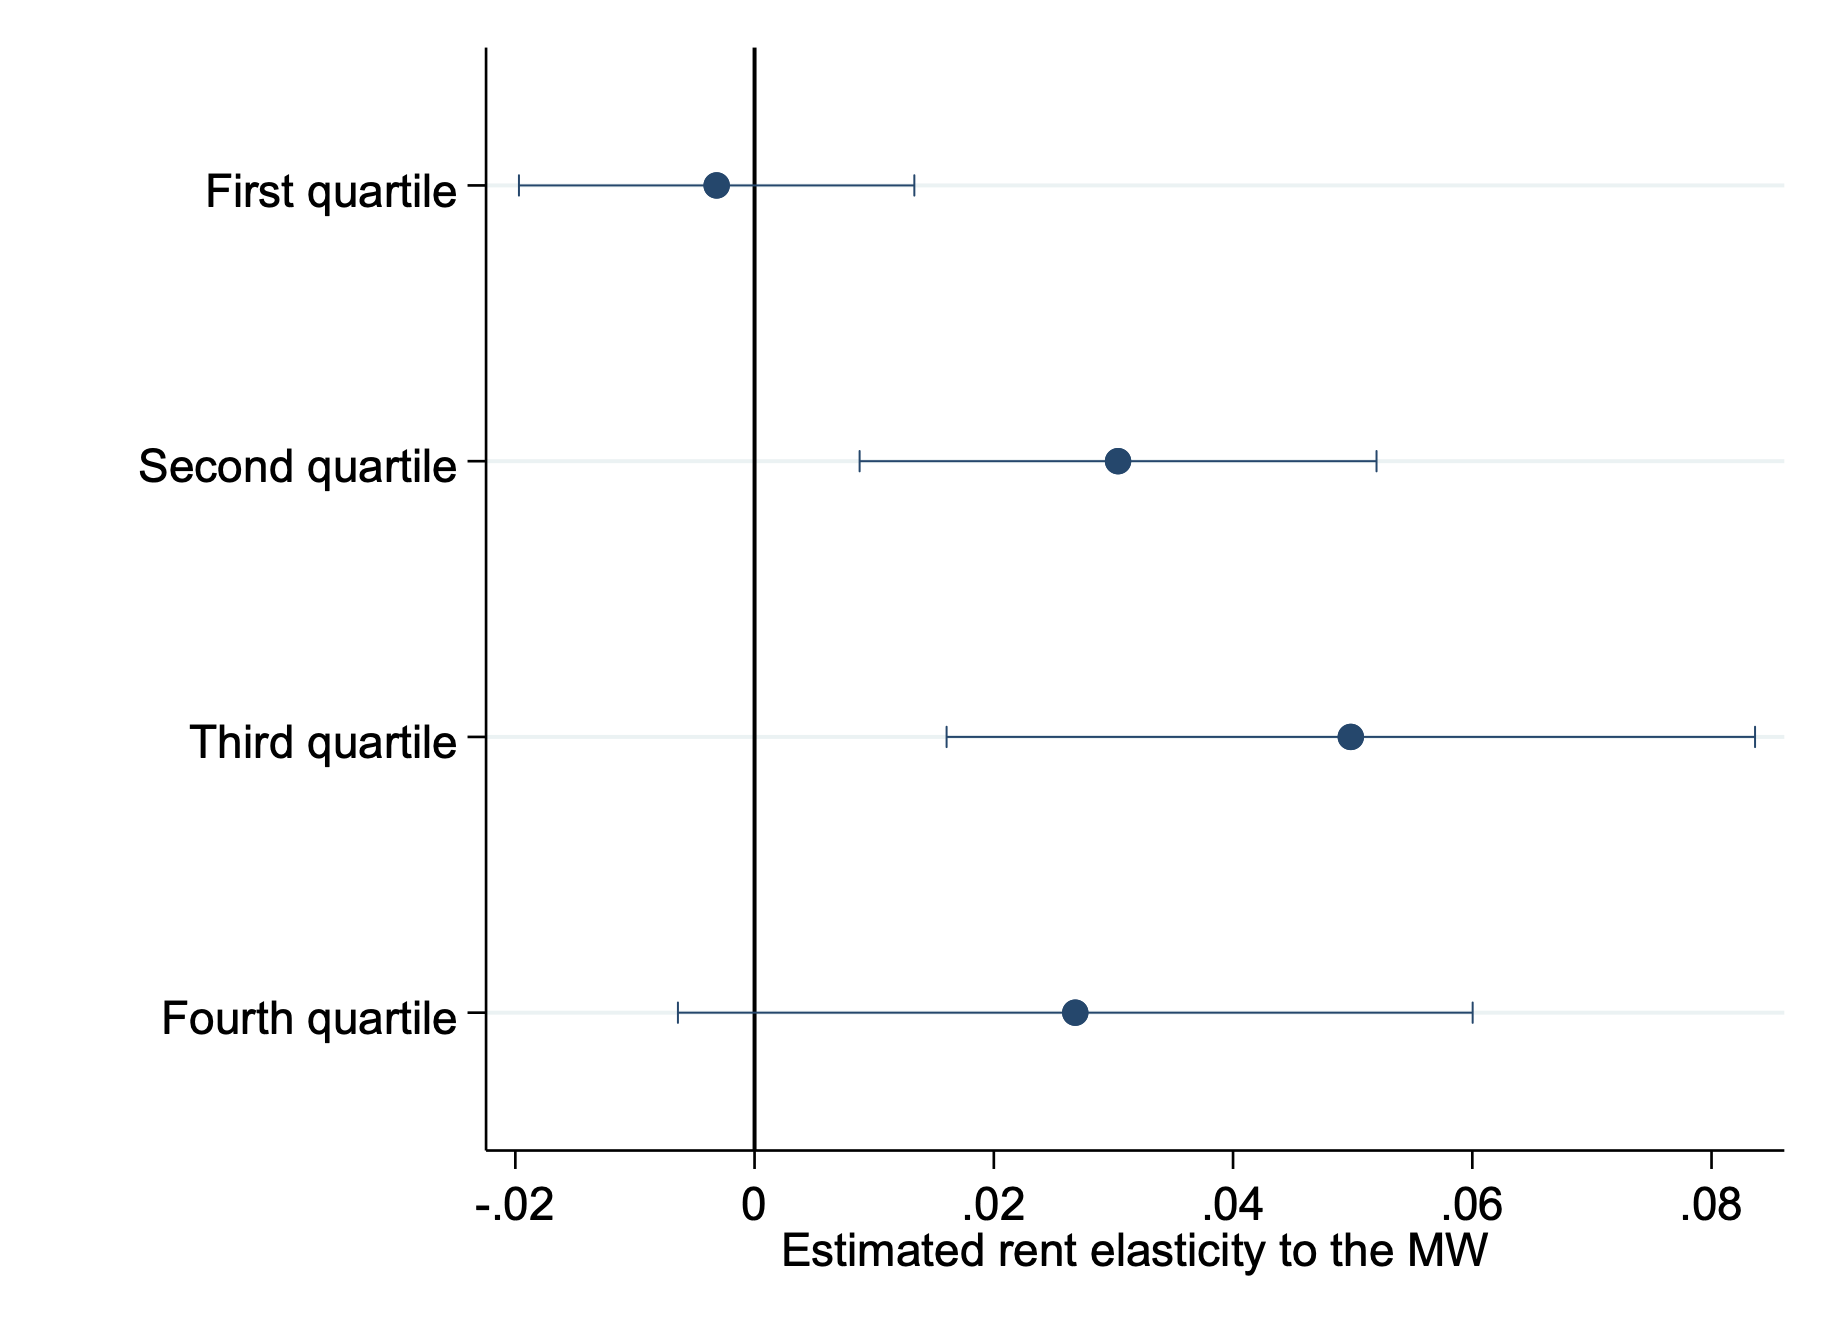 First quartile
Second quartile
Third quartile
Fourth quartile
-.02 0 .02 .04 .06 .08
Estimated rent elasticity to the MW